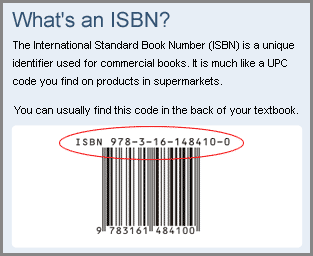 What's an ISBN?
The International Standard Book Number (ISBN) is a unique
identifier used for commercial books. It is much like a UPC
code you find on products in supermarkets.
You can usually find this code in the back of your textbook.
ISBN 978-3-16-148410-0
9 783161 484100